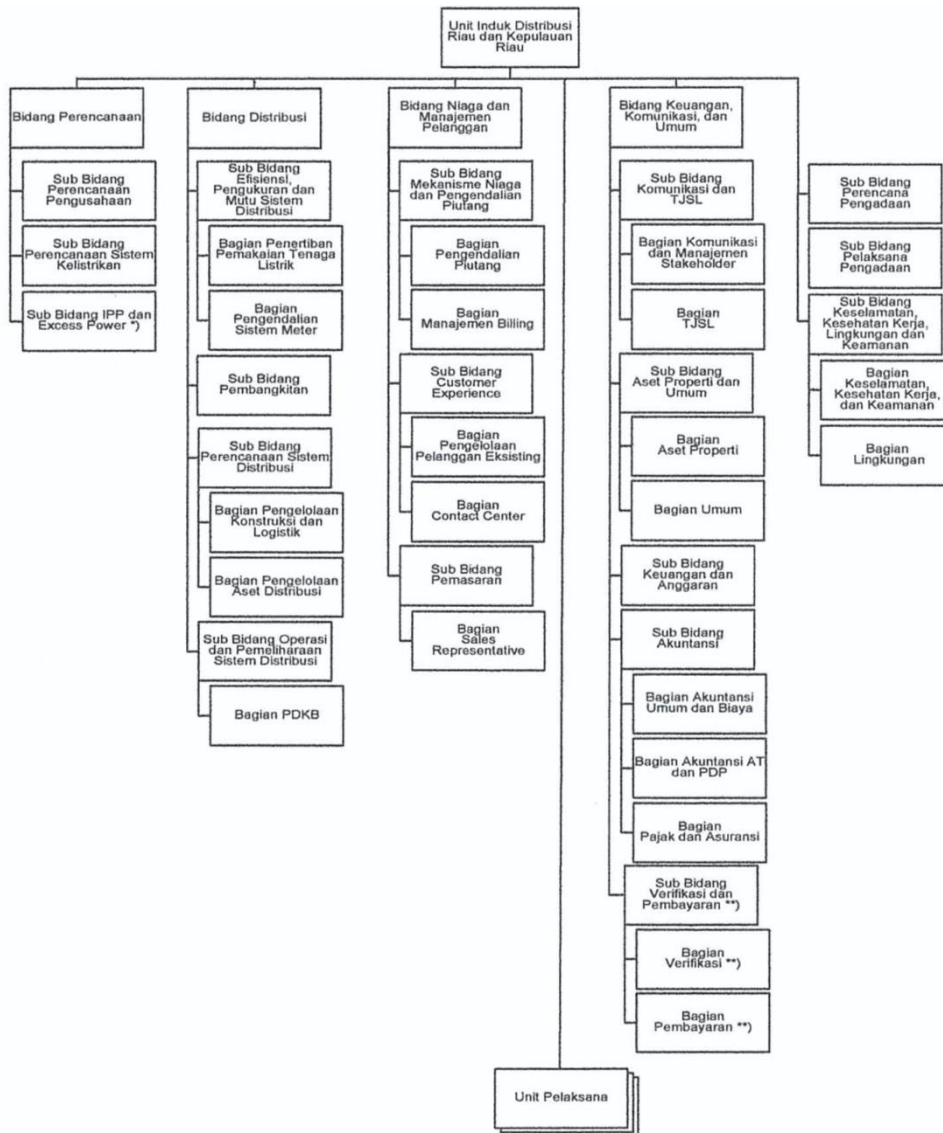 Unit Induk Distribusi
Riau dan Kepulauan
Riau
Bidang Perencanaan
Sub Bidang
Perencanaan
Pengusahaan
Sub Bidang
Perencanaan Sistem
Kelistrikan
Sub Bidang IPP dan
Excess Power *)
Bidang Distribusi
Sub Bidang
Efisiensi,
Pengukuran dan
Mutu Sistem
Distribusi
Bagian Penertiban
Pemakaian Tenaga
Listrik
Bagian
Pengendalian
Sistem Meter
Sub Bidang
Pembangkitan
Sub Bidang
Perencanaan Sistem
Distribusi
Bagian Pengelolaan
Konstruksi dan
Logistik
Bagian Pengelolaan
Aset Distribusi
Sub Bidang Operasi
dan Pemeliharaan
Sistem Distribusi
Bagian PDKB
Bidang Niaga dan
Manajemen
Pelanggan
Sub Bidang
Mekanisme Niaga
dan Pengendalian
Piutang
Bagian
Pengendalian
Piutang
Bagian
Manajemen Billing
Sub Bidang
Customer
Experience
Bagian
Pengelolaan
Pelanggan Eksisting
Bagian
Contact Center
Sub Bidang
Pemasaran
Bagian
Sales
Representative
Bidang Keuangan,
Komunikasi, dan
Umum
Sub Bidang
Komunikasi dan
TJSL
Bagian Komunikasi
dan Manajemen
Stakeholder
Bagian
TJSL
Sub Bidang
Aset Properti dan
Umum
Bagian
Aset Properti
Bagian Umum
Sub Bidang
Keuangan dan
Anggaran
Sub Bidang
Akuntansi
Bagian Akuntansi
Umum dan Biaya
Bagian Akuntansi AT
dan PDP
Bagian
Pajak dan Asuransi
Sub Bidang
Verifikasi dan
Pembayaran **)
Bagian
Verifikasi **)
Bagian
Pembayaran **)
Sub Bidang
Perencana
Pengadaan
Sub Bidang
Pelaksana
Pengadaan
Sub Bidang
Keselamatan,
Kesehatan Kerja,
Lingkungan dan
Keamanan
Bagian
Keselamatan,
Kesehatan Kerja,
dan Keamanan
Bagian
Lingkungan
Unit Pelaksana